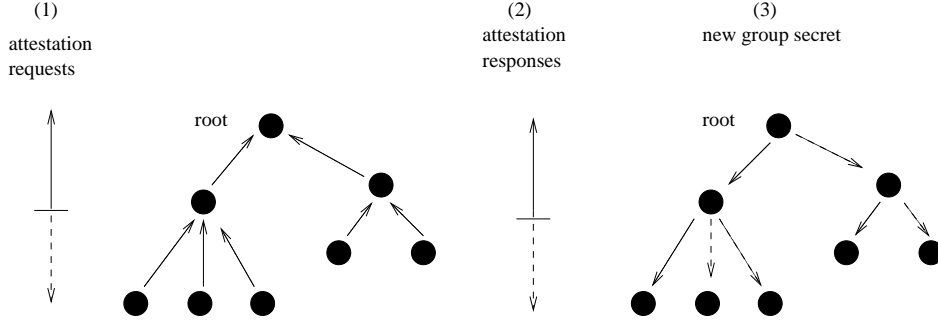 (1)
attestation
requests
root
(2)
attestation
responses
(3)
new group secret
root